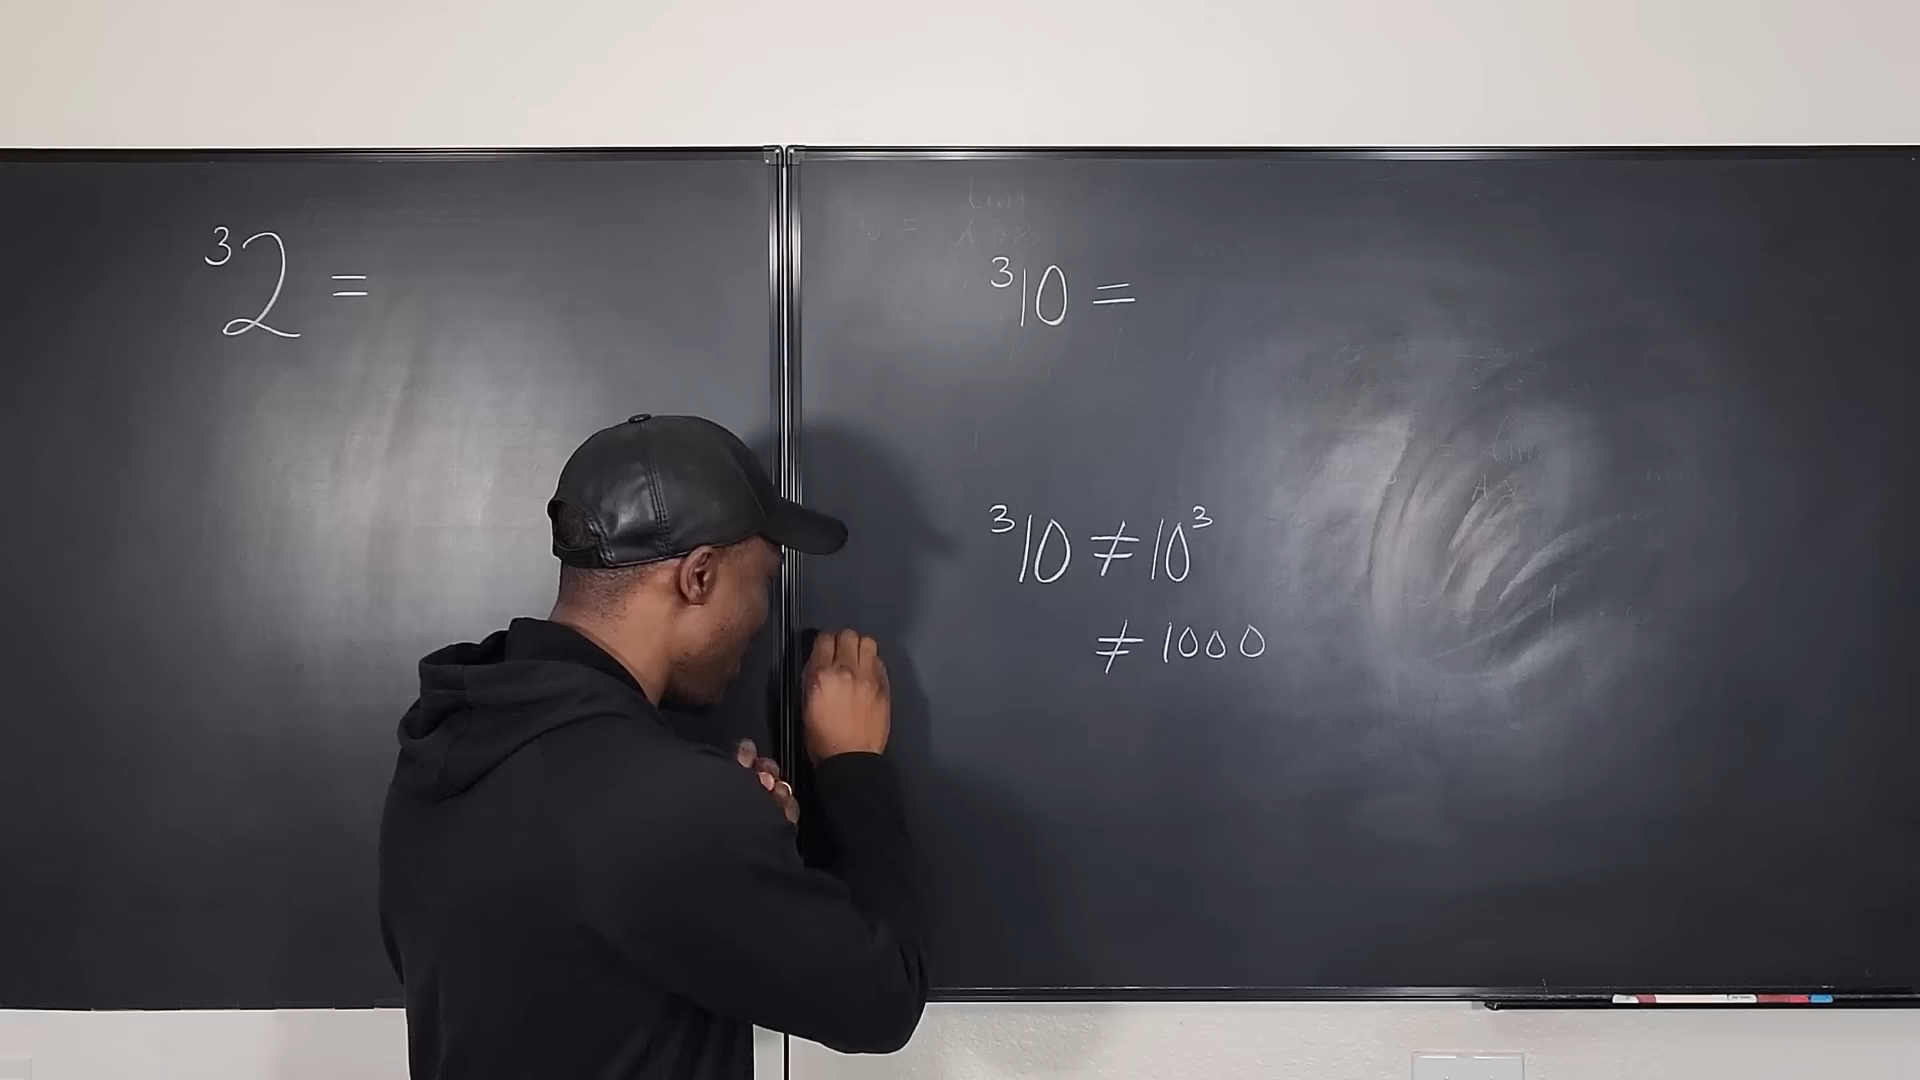 ³2 =
³10 =
³10 ≠ 10³
≠ 1000